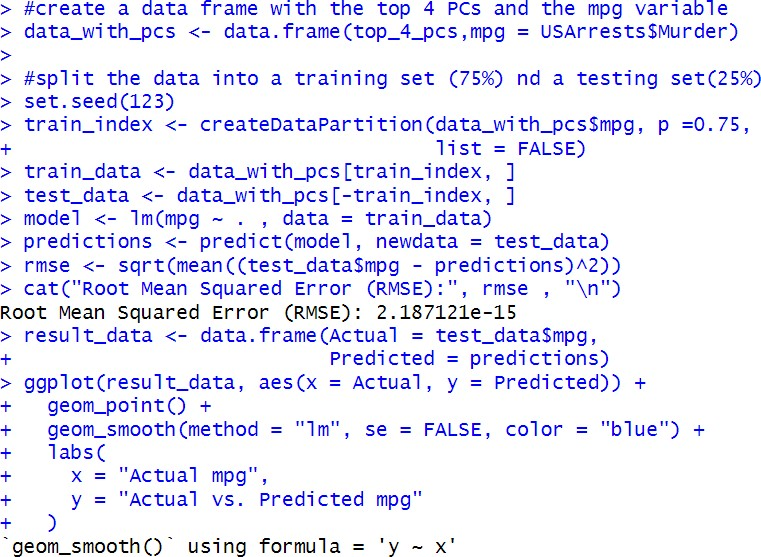 > #create a data frame with the top 4 PCs and the mpg variable
> data_with_pcs <- data.frame(top_4_pcs,mpg = USArrests$Murder)
>
> #split the data into a training set (75%) nd a testing set(25%)
> set.seed(123)
> train_index <- createDataPartition(data_with_pcs$mpg, p =0.75,
+                                    list = FALSE)
> train_data <- data_with_pcs[train_index, ]
> test_data <- data_with_pcs[-train_index, ]
> model <- lm(mpg ~ . , data = train_data)
> predictions <- predict(model, newdata = test_data)
> rmse <- sqrt(mean((test_data$mpg - predictions)^2))
> cat("Root Mean Squared Error (RMSE):", rmse , "\n")
Root Mean Squared Error (RMSE): 2.187121e-15
> result_data <- data.frame(Actual = test_data$mpg,
+                           Predicted = predictions)
> ggplot(result_data, aes(x = Actual, y = Predicted)) +
+   geom_point() +
+   geom_smooth(method = "lm", se = FALSE, color = "blue") +
+   labs(
+     x = "Actual mpg",
+     y = "Actual vs. Predicted mpg"
+   )
`geom_smooth()` using formula = 'y ~ x'